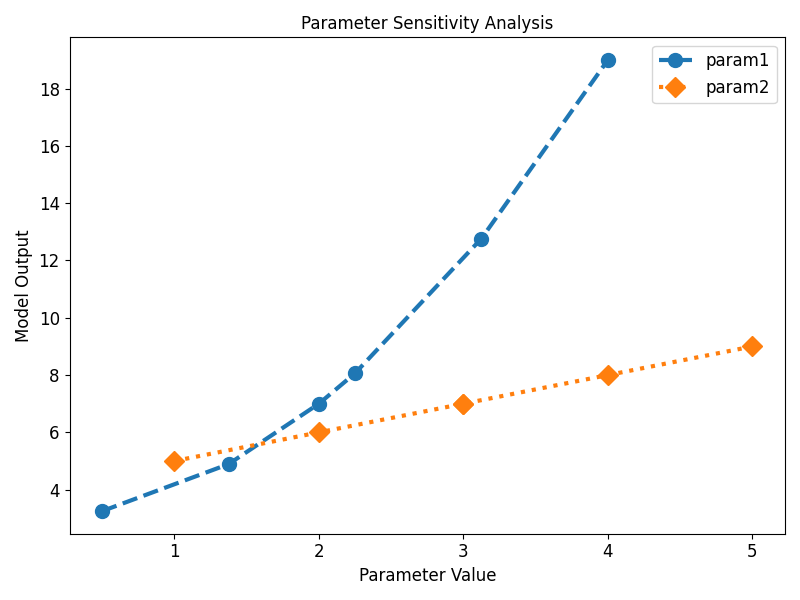 Parameter Sensitivity Analysis
param1
param2
Model Output
18
16
14
12
10
8
6
4
1 2 3 4 5
Parameter Value